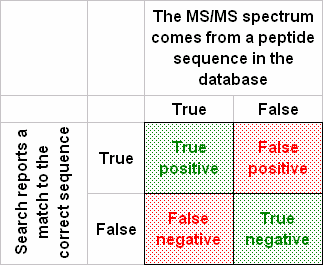 The MS/MS spectrum
comes from a peptide
sequence in the
database
True False
Search reports a
match to the
correct sequence
True
True
positive
False
positive
False
False
negative
True
negative